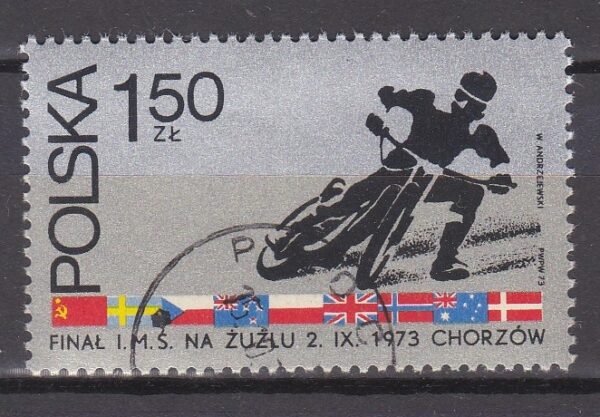 POLSKA
1.50
ZŁ
W. ANDRZEJEWSKI
PWPW 73
FINAŁ I.M.Ś. NA ŻUŻLU 2. IX. 1973 CHORZÓW